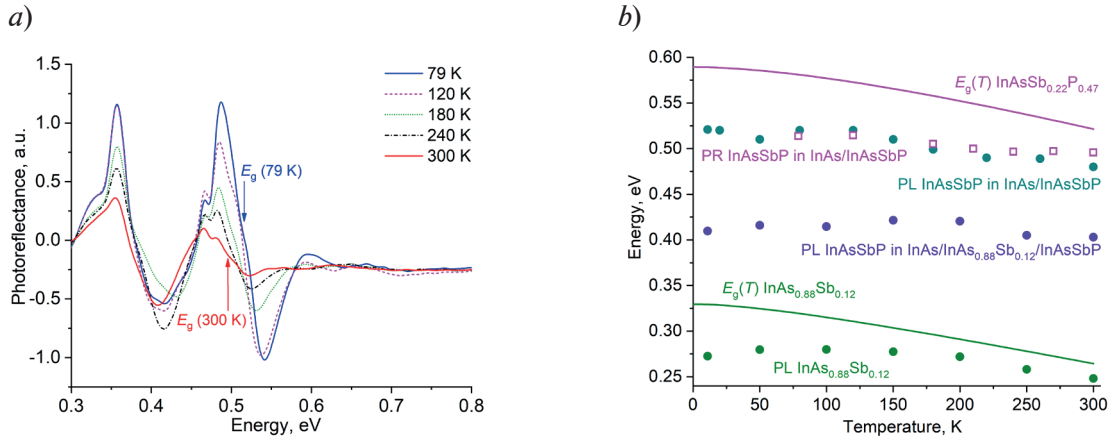 a)
1.5
1.0
0.5
0.0
-0.5
-1.0
Photoreflectance, a.u.
79 K
120 K
180 K
240 K
300 K
Eg (79 K)
Eg (300 K)
0.3 0.4 0.5 0.6 0.7 0.8
Energy, eV
b)
0.60
0.55
0.50
0.45
0.40
0.35
0.30
0.25
Energy, eV
Eg(T) InAsSb0.22P0.47
PR InAsSbP in InAs/InAsSbP
PL InAsSbP in InAs/InAsSbP
PL InAsSbP in InAs/InAs0.88Sb0.12/InAsSbP
Eg(T) InAs0.88Sb0.12
PL InAs0.88Sb0.12
0 50 100 150 200 250 300
Temperature, K